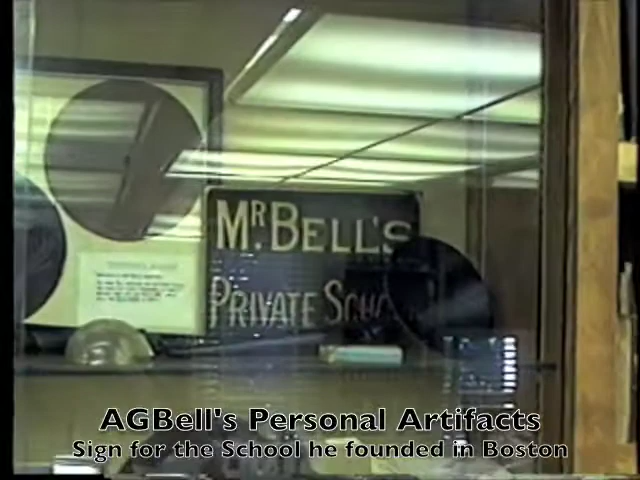 MR. BELL'S
PRIVATE SCHO
AGBell's Personal Artifacts
Sign for the School he founded in Boston